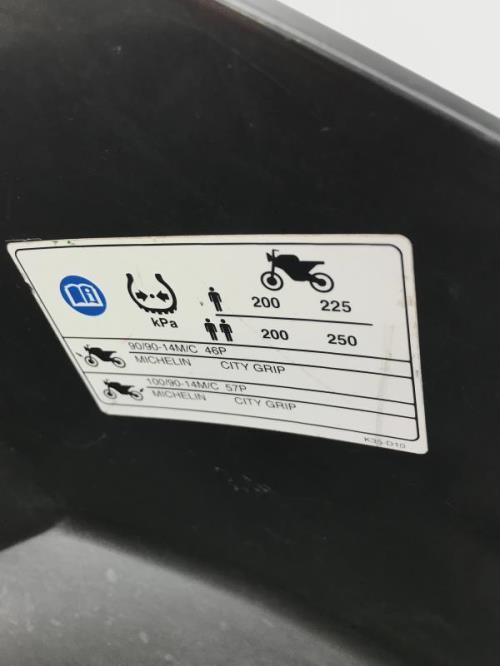 kPa
200 225
200 250
90/90-14M/C 46P
MICHELIN CITY GRIP
100/90-14M/C 57P
MICHELIN CITY GRIP
K35-D10